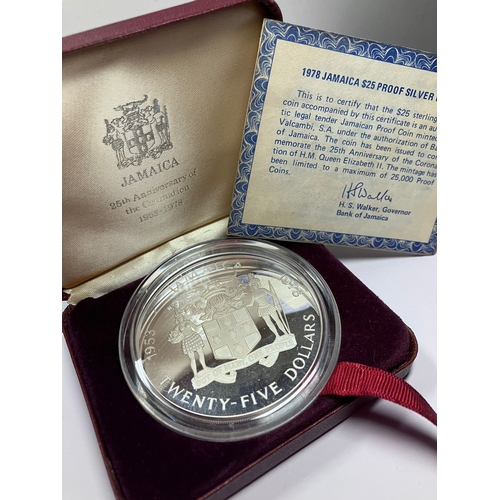 JAMAICA
25th Anniversary of
the Coronation
1953-1978
1978 JAMAICA $25 PROOF SILVER
This is to certify that the $25 sterling
coin accompanied by this certificate is an
tic legal tender Jamaican Proof Coin minted
Valcambi, S.A. under the authorization of
of Jamaica. The coin has been issued to
memorate the 25th Anniversary of the
tion of H.M. Queen Elizabeth II. The mintage has
been limited to a maximum of 25,000 Proof
Coins.
H. S. Walker, Governor
Bank of Jamaica
JAMAICA
1953
TWENTY-FIVE DOLLARS